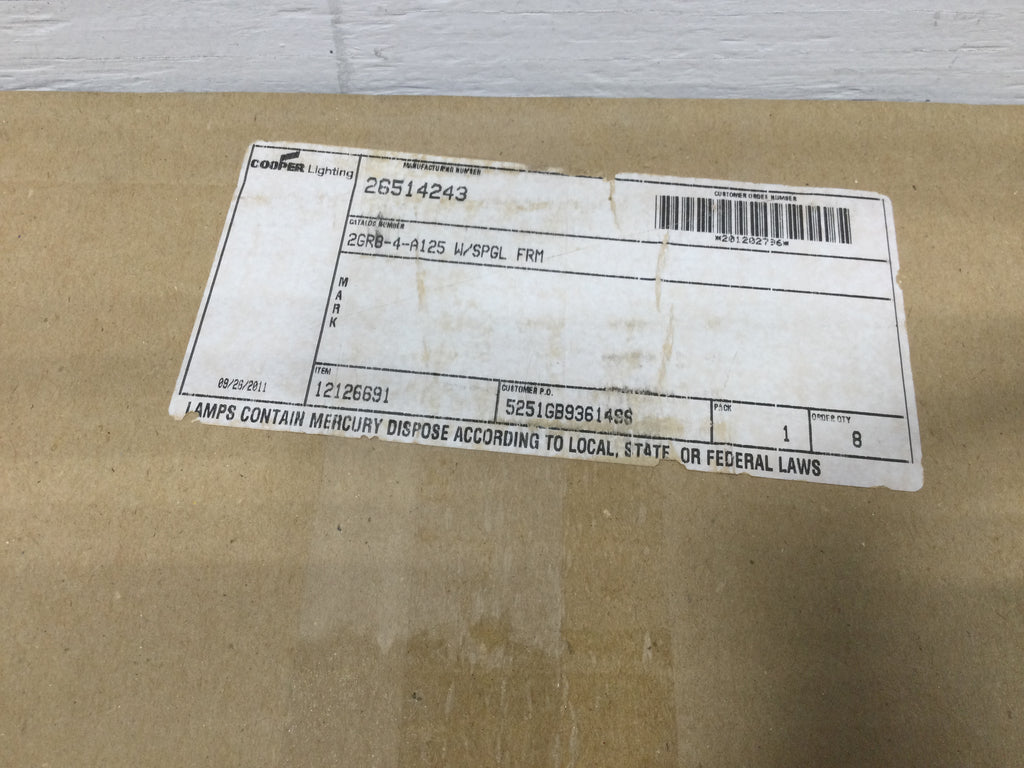 COOPER Lighting
MANUFACTURING NUMBER
26514243
CUSTOMER ORDER NUMBER
*201202796*
CATALOG NUMBER
2GRB-4-A125 W/SPGL FRM
MARK
09/26/2011
ITEM
12126691
CUSTOMER P.O.
5251GB93614SS
PACK
1
ORDER QTY
8
LAMPS CONTAIN MERCURY DISPOSE ACCORDING TO LOCAL, STATE OR FEDERAL LAWS